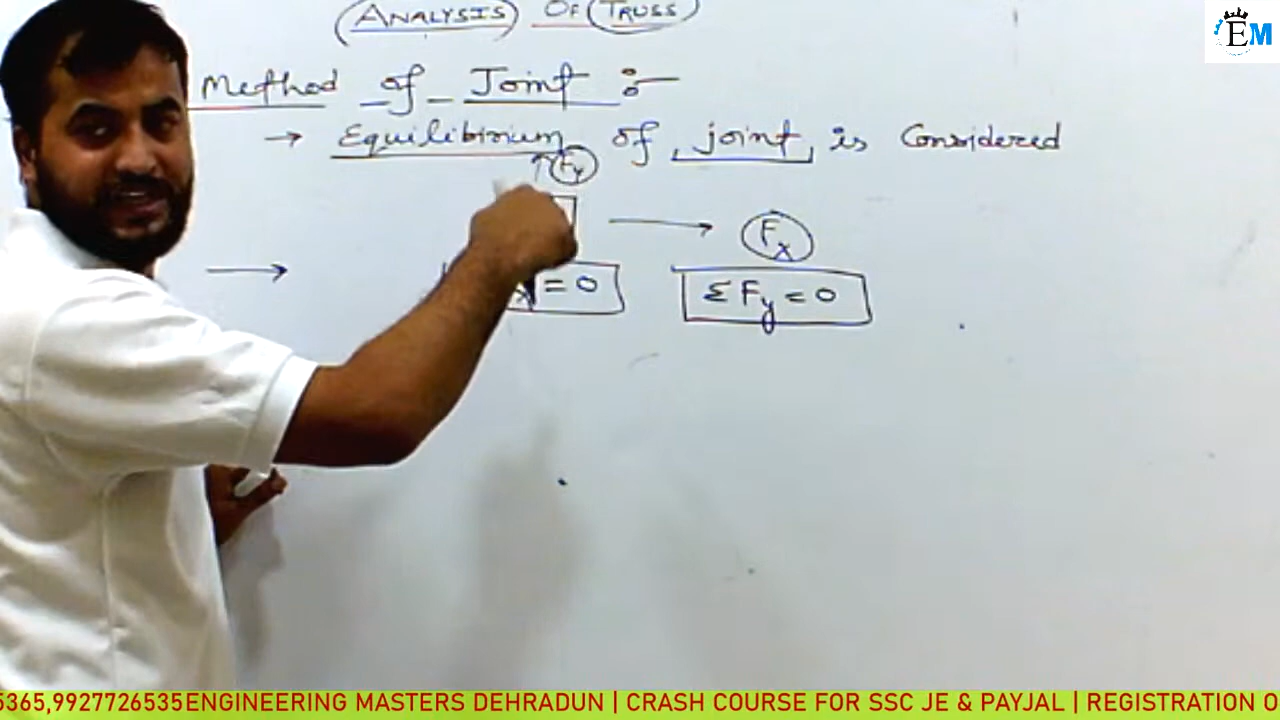 ANALYSIS OF TRUSS
EM
Method of Joint :-
→ Equilibirium of joint is Considered
↑ Fy
→ Fx
→ x = 0 ΣFy = 0
5365,9927726535ENGINEERING MASTERS DEHRADUN | CRASH COURSE FOR SSC JE & PAYJAL | REGISTRATION O